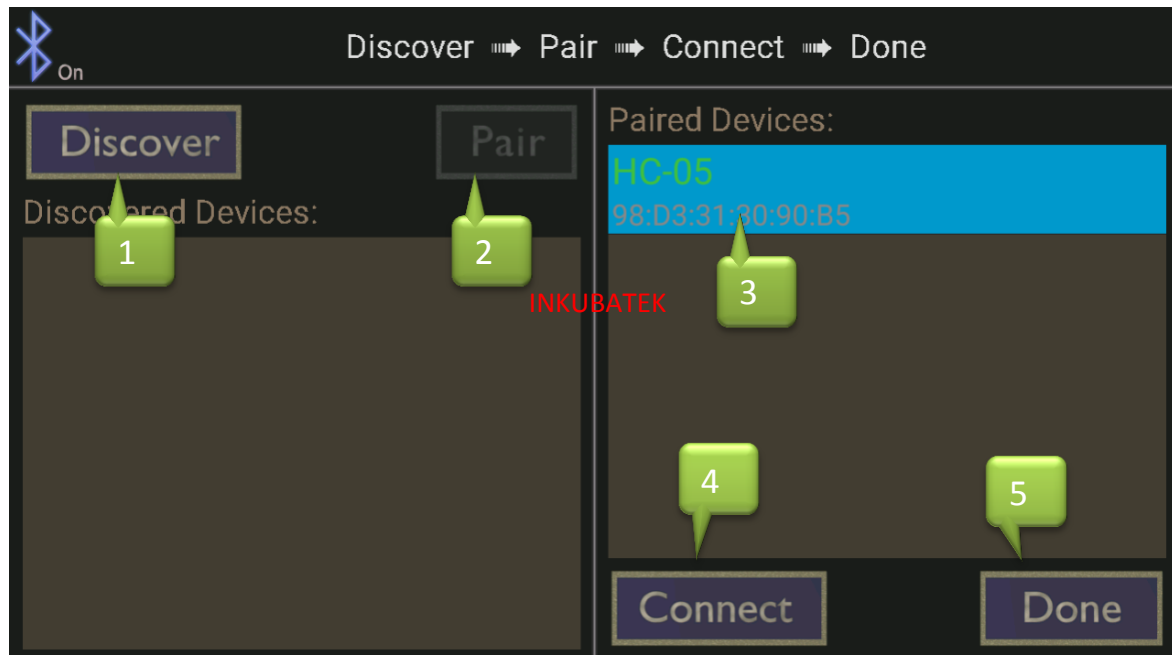 On
Discover ➠ Pair ➠ Connect ➠ Done
Discover
Pair
Discovered Devices:
1
2
Paired Devices:
HC-05
98:D3:31:30:90:B5
3
INKUBATEK
4
5
Connect
Done